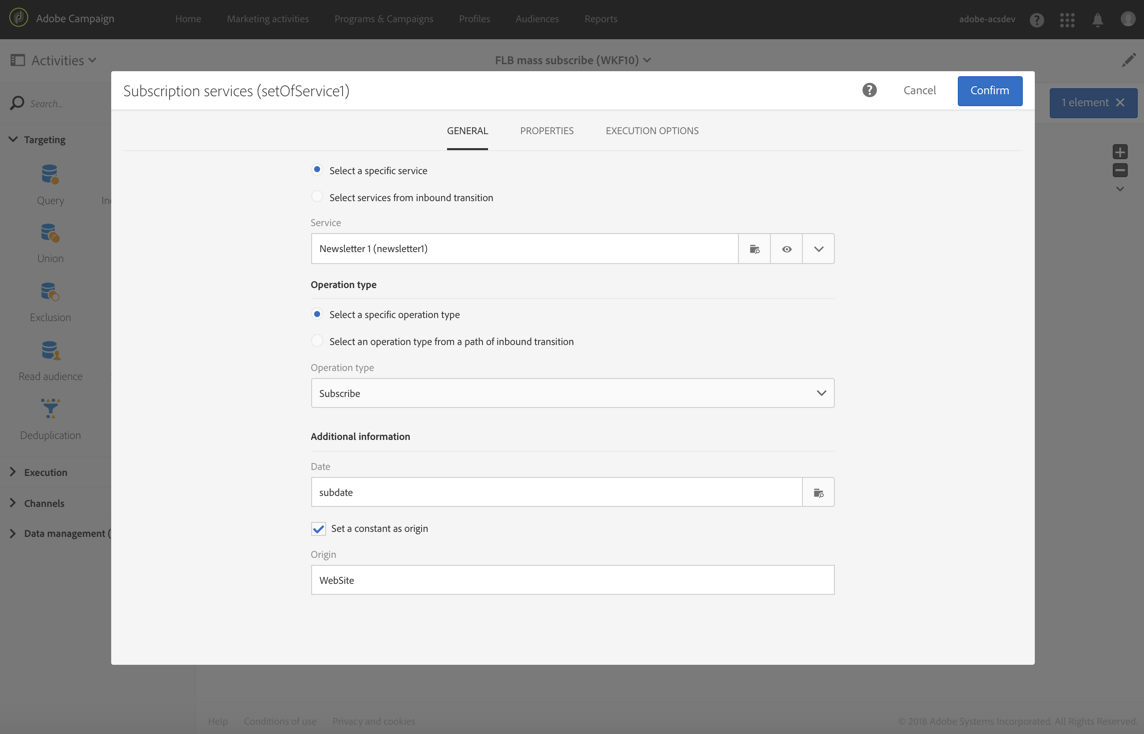 Adobe Campaign
Home
Marketing activities
Programs & Campaigns
Profiles
Audiences
Reports
adobe-acsdev
Activities
FLB mass subscribe (WKF10)
Subscription services (setOfService1)
Cancel
Confirm
1 element
Search..
GENERAL
PROPERTIES
EXECUTION OPTIONS
Targeting
Query
Union
Exclusion
Read audience
Deduplication
Execution
Channels
Data management (
Select a specific service
Select services from inbound transition
Service
Newsletter 1 (newsletter1)
Operation type
Select a specific operation type
Select an operation type from a path of inbound transition
Operation type
Subscribe
Additional information
Date
subdate
Set a constant as origin
Origin
WebSite
Help
Conditions of use
Privacy and cookies
© 2018 Adobe Systems Incorporated. All Rights Reserved.